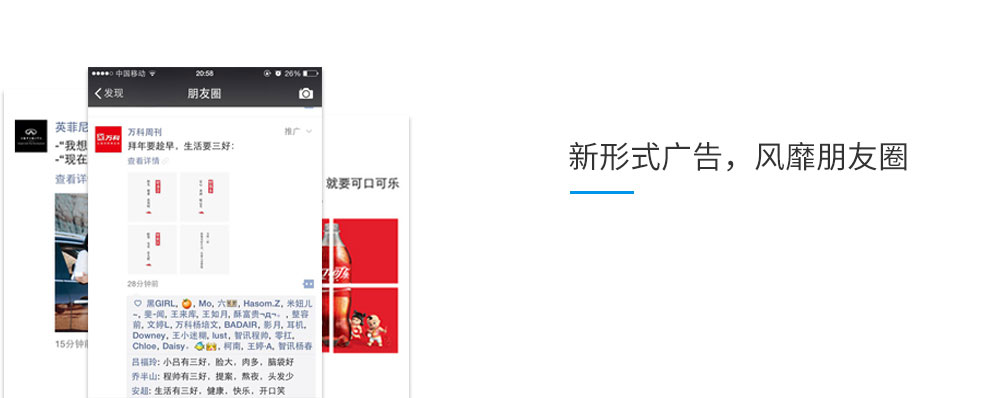 中国移动
20:58
26%
发现
朋友圈
英菲尼
-“我想
-“现在
查看详
15分钟前
万科
万科周刊
推广
拜年要趁早，生活要三好：
查看详情
28分钟前
黑GIRL, , Mo, 六, Hasom.Z, 米妞儿
~, 斐-闻, 王来库, 王如月, 酥富贵¬д¬、, 整容
前, 文婷L, 万科杨培文, BADAIR, 影月, 耳机,
Downey, 王小迷糊, lust, 智讯程帅, 零扛,
Chloe, Daisy, , 柯南, 王婷·A, 智讯杨春
吕福玲: 小吕有三好，脸大，肉多，脑袋好
乔半山: 程帅有三好，提案，熬夜，头发少
安超: 生活有三好，健康，快乐，开口笑
就要可口可乐
新形式广告，风靡朋友圈